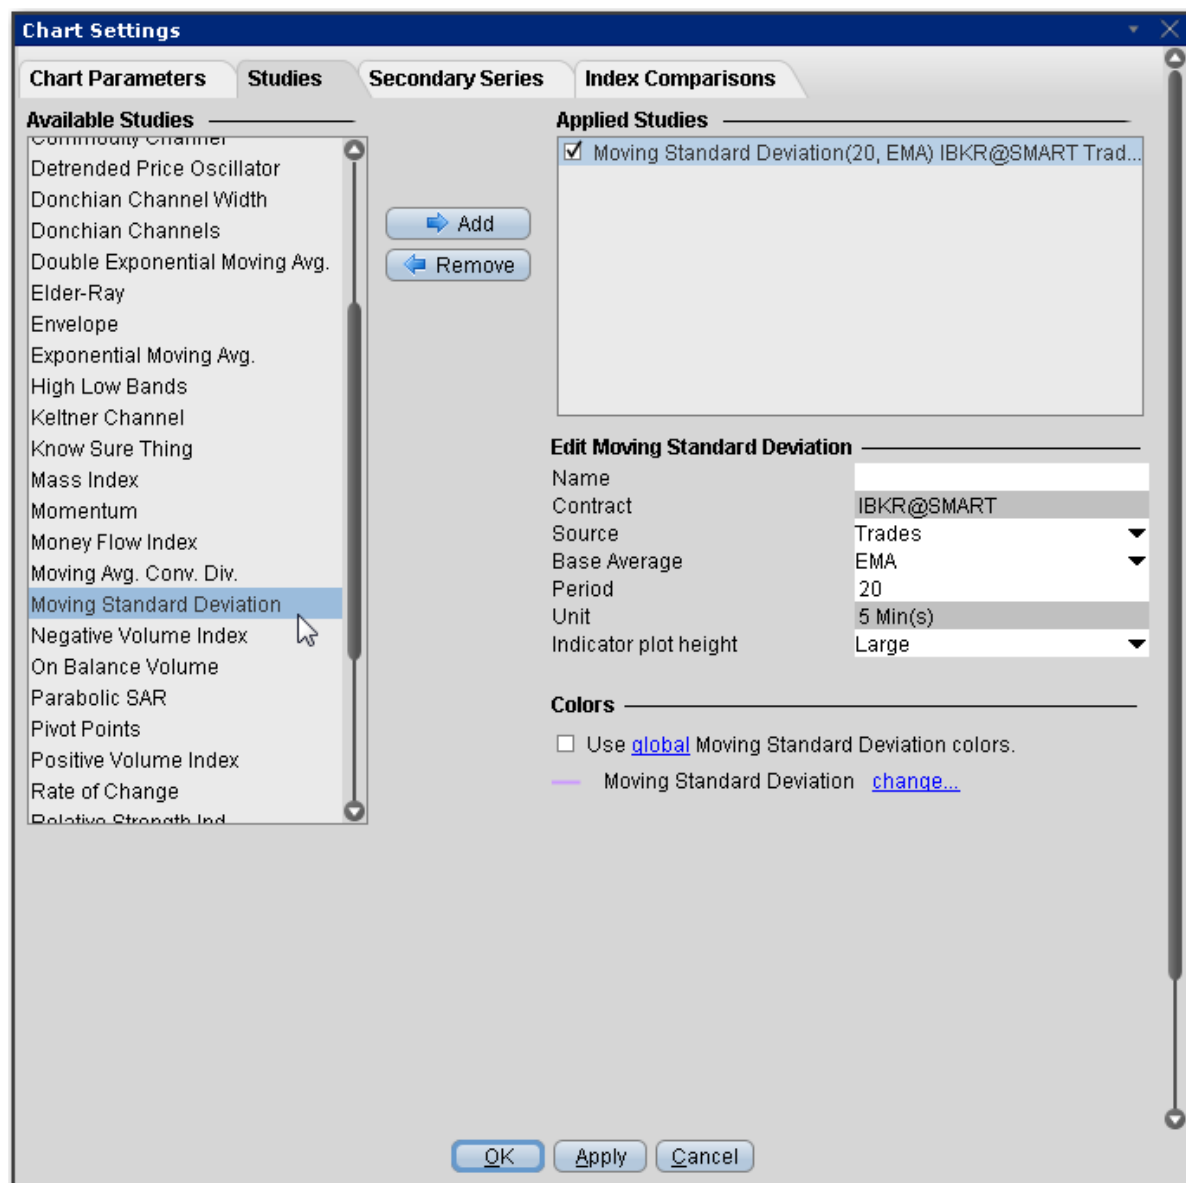 Chart Settings
Chart Parameters
Studies
Secondary Series
Index Comparisons
Available Studies
Commodity Channel
Detrended Price Oscillator
Donchian Channel Width
Donchian Channels
Double Exponential Moving Avg.
Elder-Ray
Envelope
Exponential Moving Avg.
High Low Bands
Keltner Channel
Know Sure Thing
Mass Index
Momentum
Money Flow Index
Moving Avg. Conv. Div.
Moving Standard Deviation
Negative Volume Index
On Balance Volume
Parabolic SAR
Pivot Points
Positive Volume Index
Rate of Change
Relative Strength Ind
Add
Remove
Applied Studies
Moving Standard Deviation(20, EMA) IBKR@SMART Trad...
Edit Moving Standard Deviation
Name
Contract IBKR@SMART
Source Trades
Base Average EMA
Period 20
Unit 5 Min(s)
Indicator plot height Large
Colors
Use global Moving Standard Deviation colors.
Moving Standard Deviation change...
OK Apply Cancel